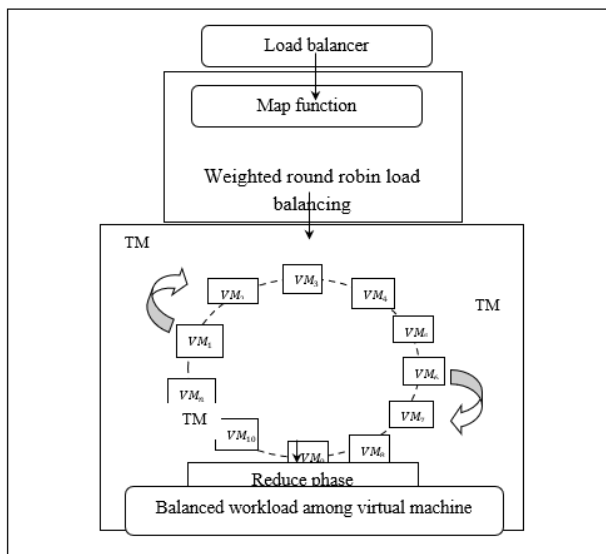 Load balancer
Map function
Weighted round robin load
balancing
TM
TM
VM₃
VM₄
VM₁
VM₆
VM₇
VMₙ
TM
VM₁₀
VM₈
Reduce phase
Balanced workload among virtual machine